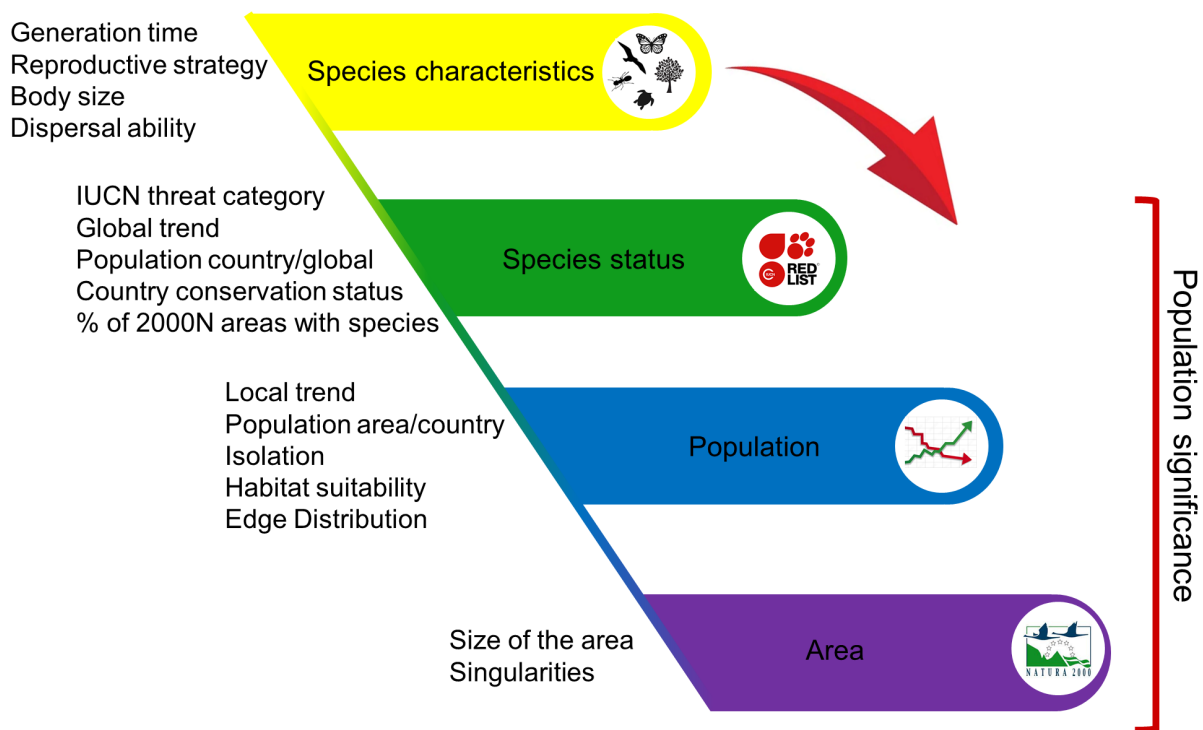 Generation time
Reproductive strategy
Body size
Dispersal ability
Species characteristics
IUCN threat category
Global trend
Population country/global
Country conservation status
% of 2000N areas with species
Species status
RED
LIST
Local trend
Population area/country
Isolation
Habitat suitability
Edge Distribution
Population
Size of the area
Singularities
Area
NATURA 2000
Population significance